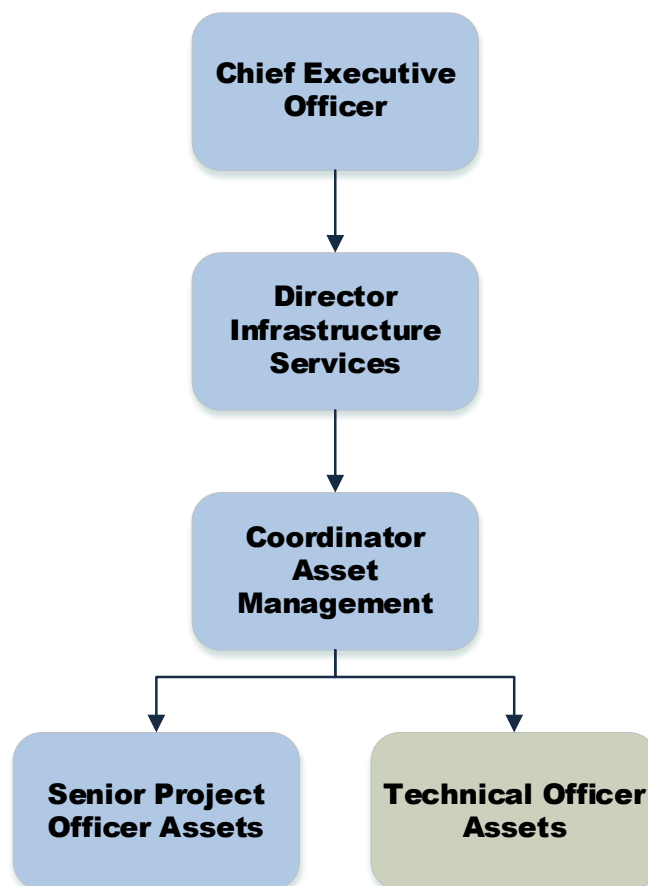 Chief Executive
Officer
Director
Infrastructure
Services
Coordinator
Asset
Management
Senior Project
Officer Assets
Technical Officer
Assets